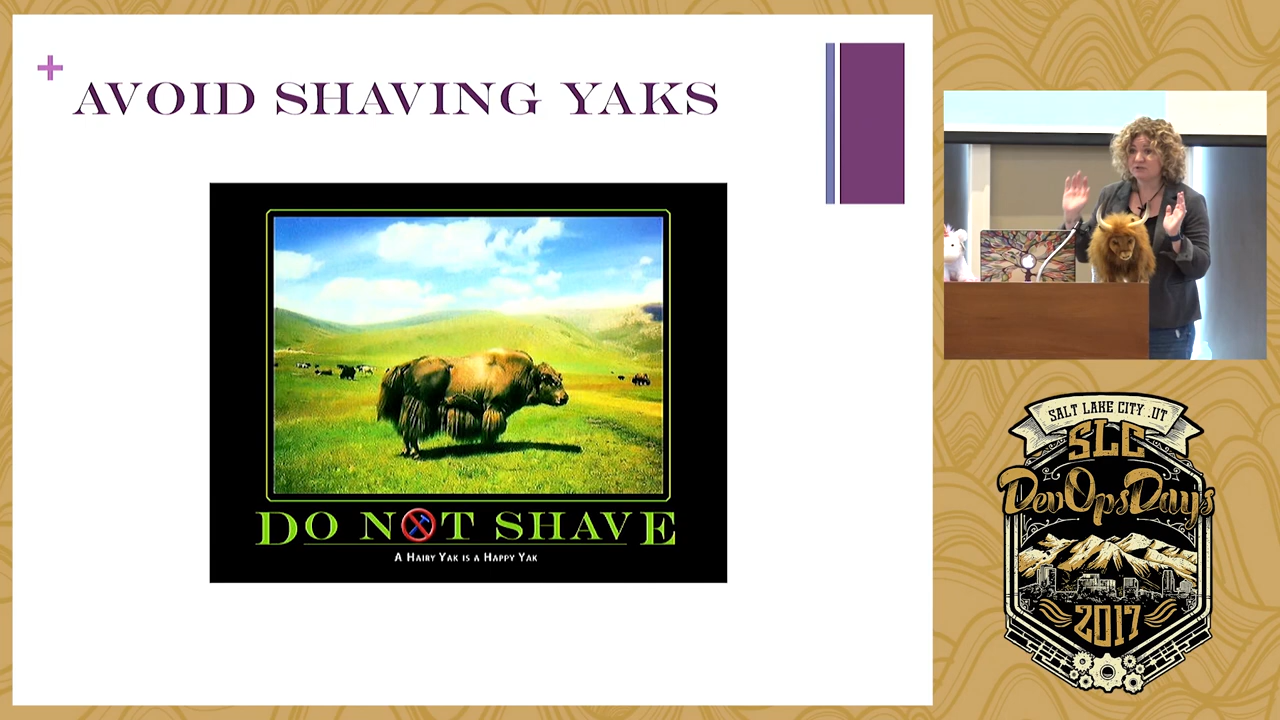 +
AVOID SHAVING YAKS
DO NOT SHAVE
A HAIRY YAK IS A HAPPY YAK
SALT LAKE CITY .UT
SLC
DevOpsDays
2017